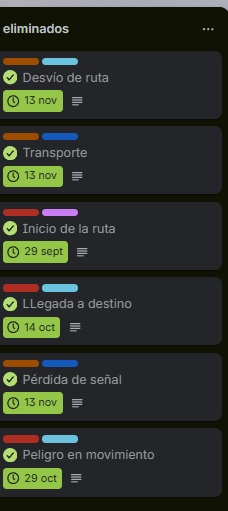 eliminados
Desvío de ruta
13 nov
Transporte
13 nov
Inicio de la ruta
29 sept
LLegada a destino
14 oct
Pérdida de señal
13 nov
Peligro en movimiento
29 oct